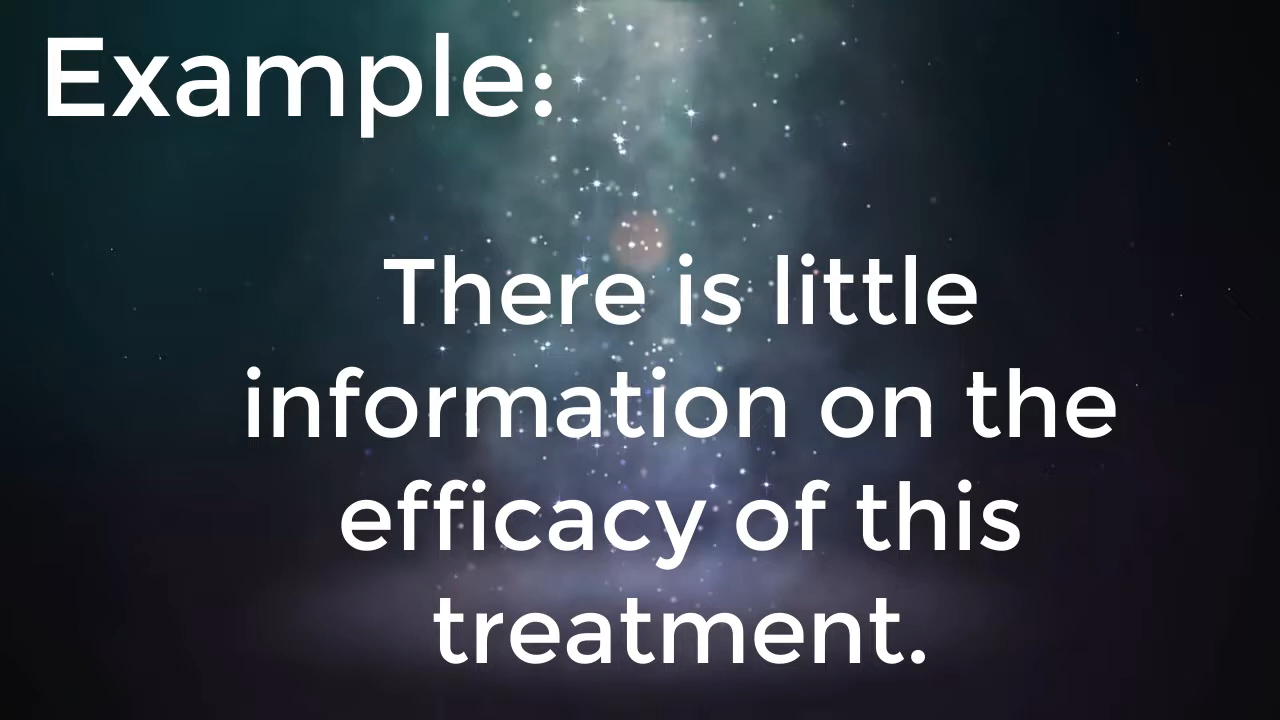 Example:
There is little
information on the
efficacy of this
treatment.